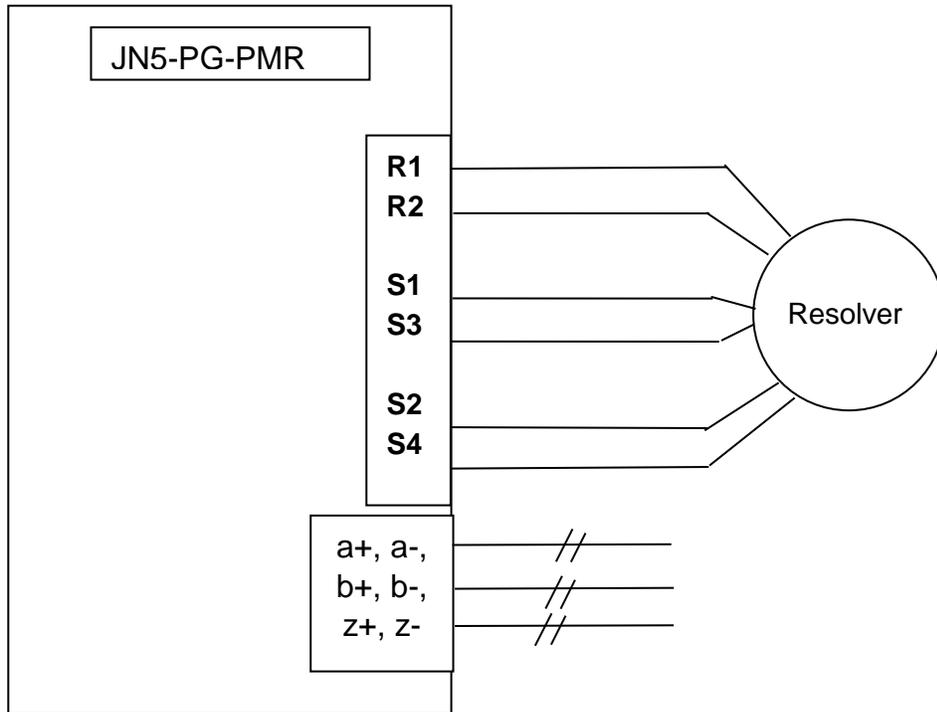 JN5-PG-PMR
R1
R2
S1
S3
Resolver
S2
S4
a+, a-,
b+, b-,
z+, z-